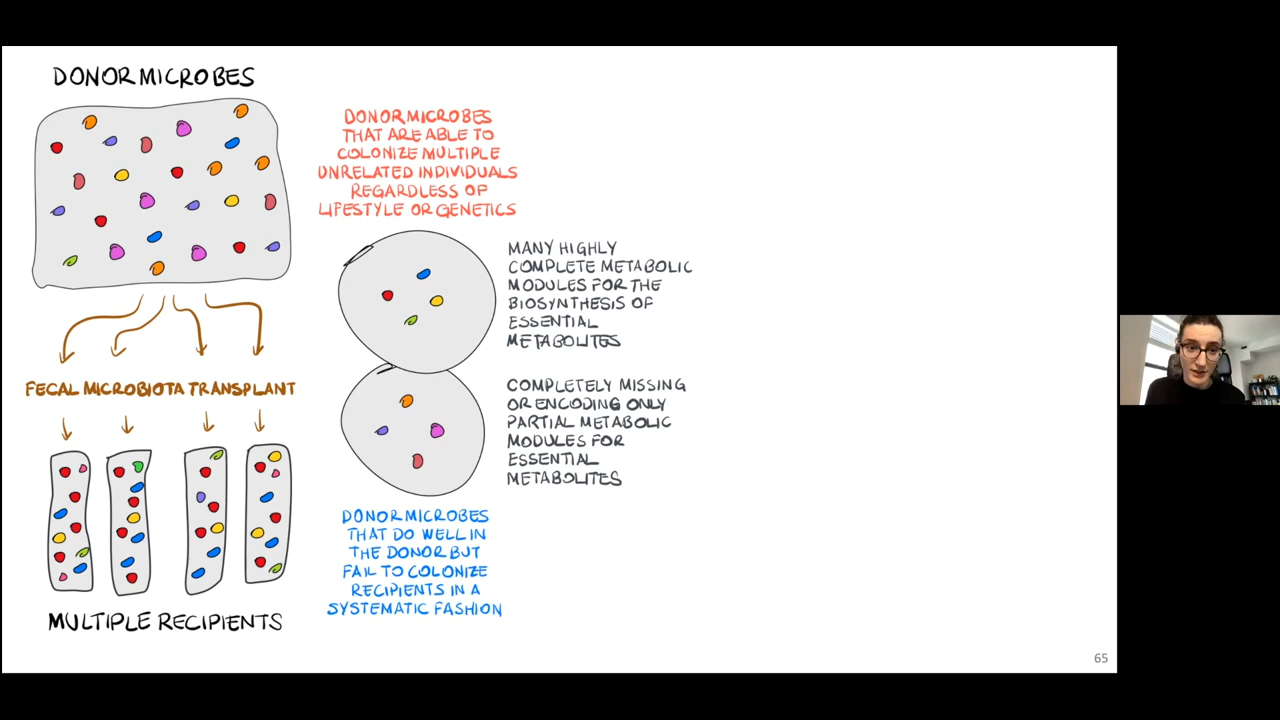 DONOR MICROBES
DONOR MICROBES
THAT ARE ABLE TO
COLONIZE MULTIPLE
UNRELATED INDIVIDUALS
REGARDLESS OF
LIFESTYLE OR GENETICS
MANY HIGHLY
COMPLETE METABOLIC
MODULES FOR THE
BIOSYNTHESIS OF
ESSENTIAL
METABOLITES
FECAL MICROBIOTA TRANSPLANT
COMPLETELY MISSING
OR ENCODING ONLY
PARTIAL METABOLIC
MODULES FOR
ESSENTIAL
METABOLITES
DONOR MICROBES
THAT DO WELL IN
THE DONOR BUT
FAIL TO COLONIZE
RECIPIENTS IN A
SYSTEMATIC FASHION
MULTIPLE RECIPIENTS
65